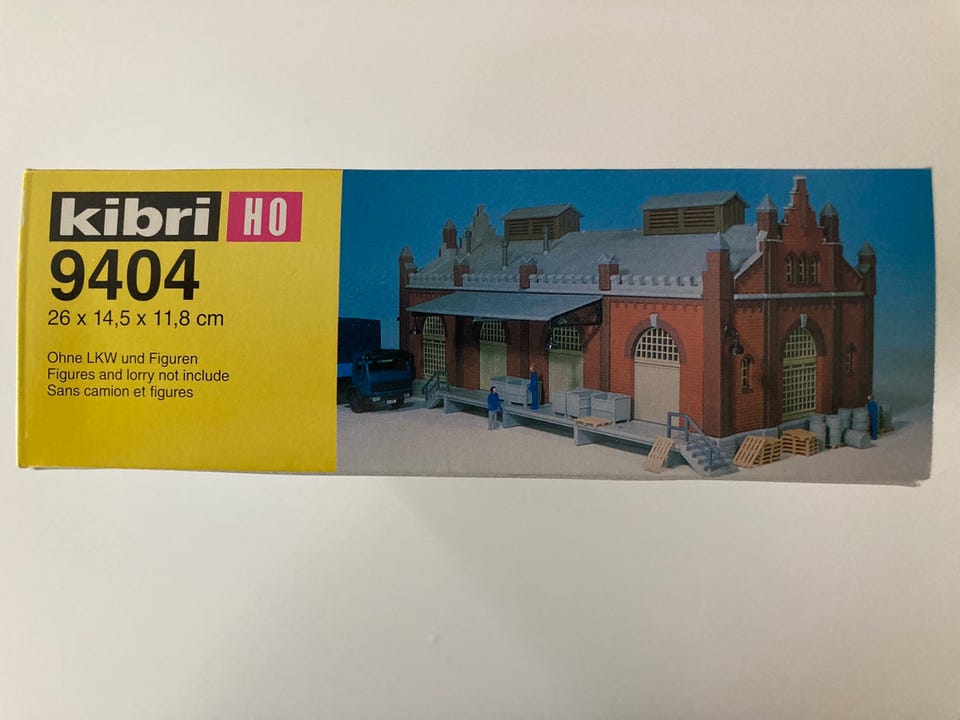 kibri HO
9404
26 x 14,5 x 11,8 cm
Ohne LKW und Figuren
Figures and lorry not include
Sans camion et figures